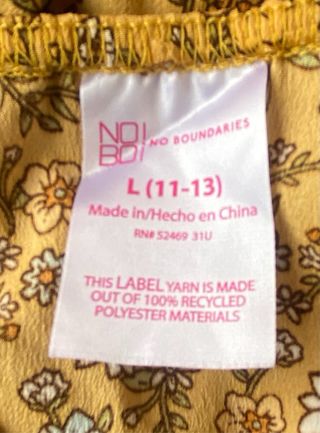 NO!
BO!
NO BOUNDARIES
L (11-13)
Made in/Hecho en China
RN# 52469 31U
THIS LABEL YARN IS MADE
OUT OF 100% RECYCLED
POLYESTER MATERIALS